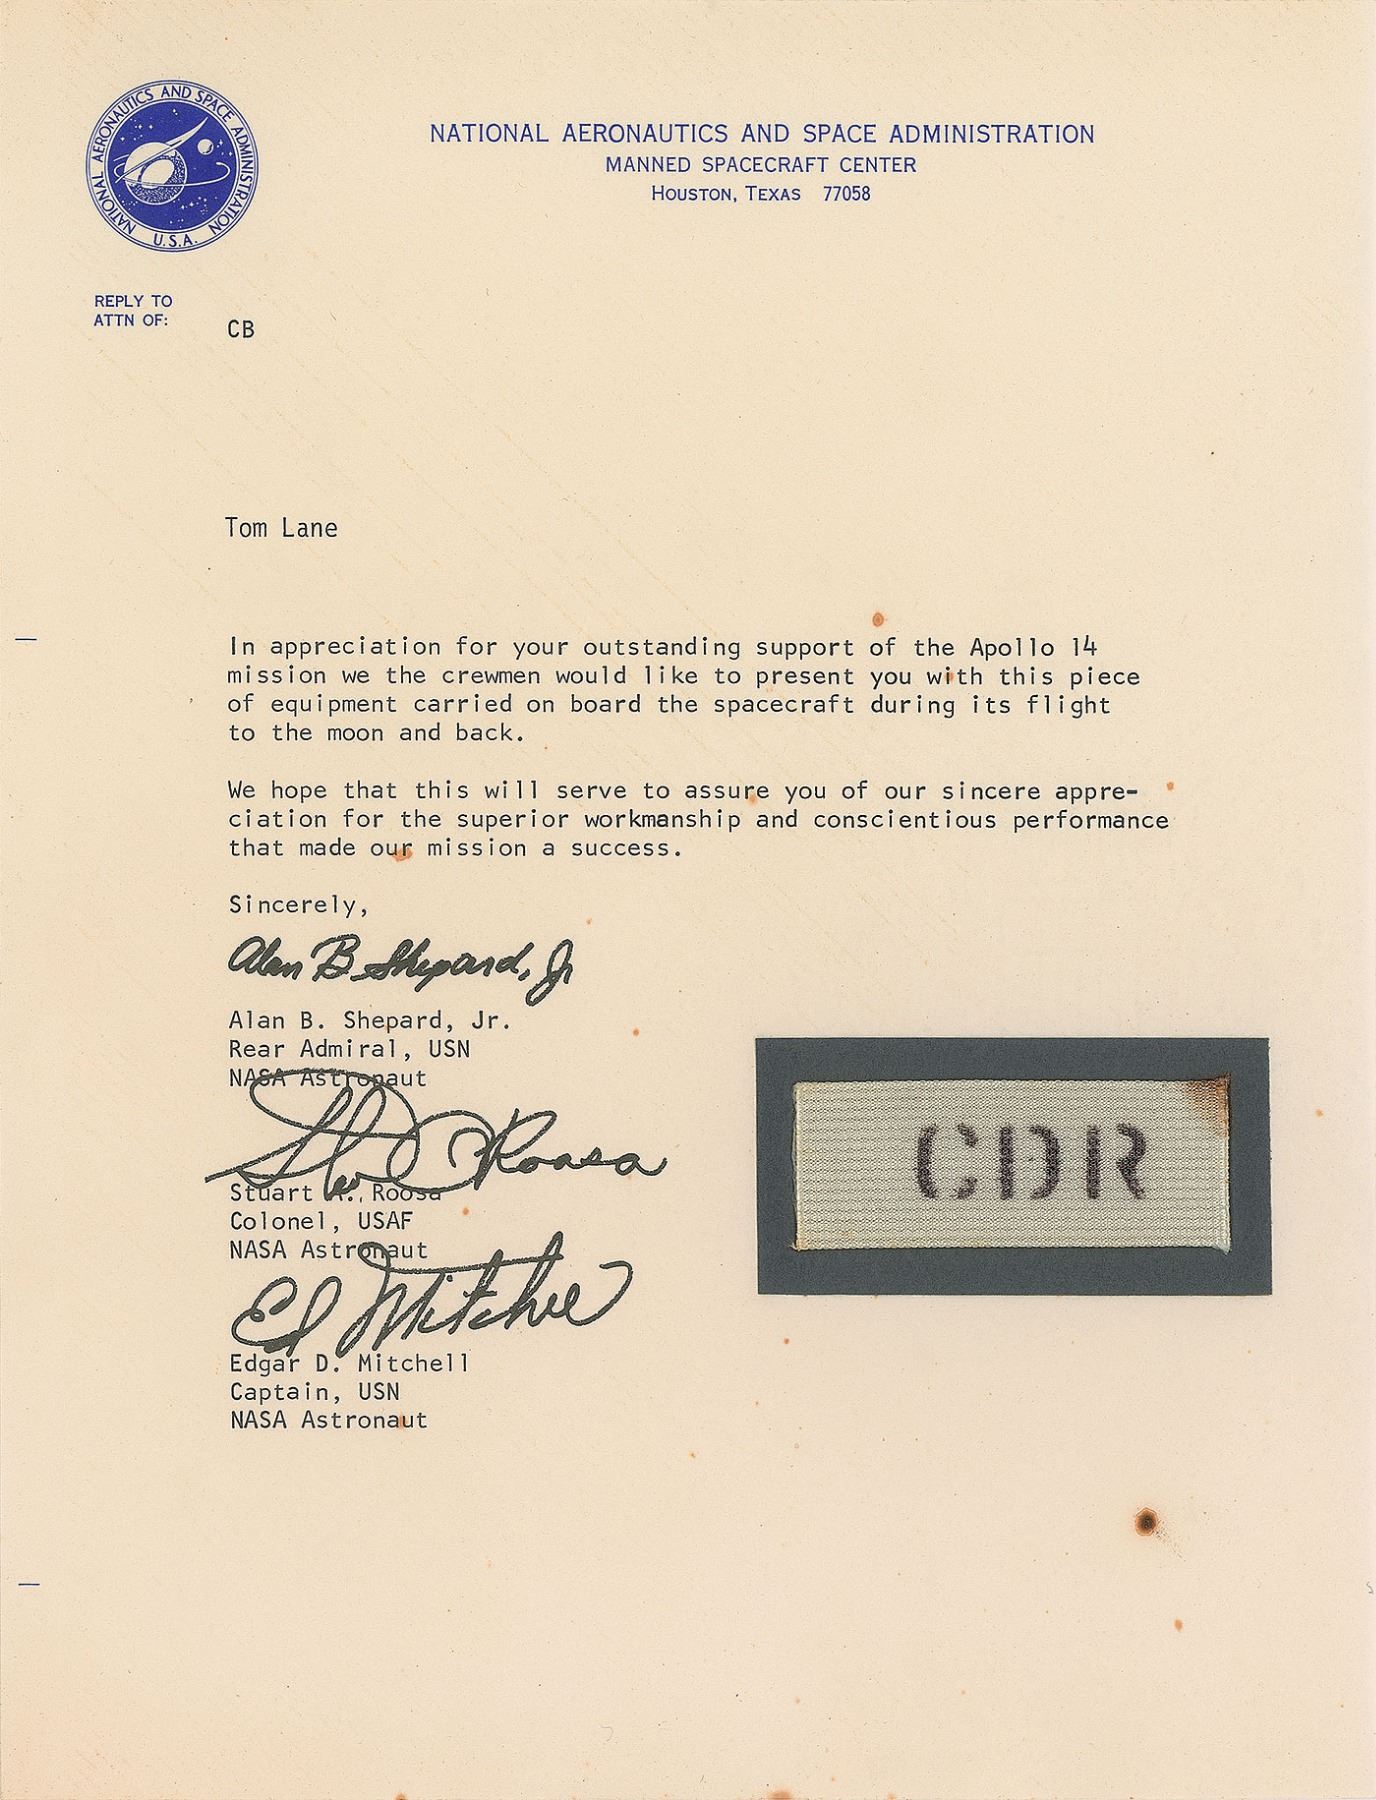 NATIONAL AERONAUTICS AND SPACE ADMINISTRATION
U.S.A.
NATIONAL AERONAUTICS AND SPACE ADMINISTRATION
MANNED SPACECRAFT CENTER
HOUSTON, TEXAS 77058
REPLY TO
ATTN OF:
CB
Tom Lane
In appreciation for your outstanding support of the Apollo 14
mission we the crewmen would like to present you with this piece
of equipment carried on board the spacecraft during its flight
to the moon and back.
We hope that this will serve to assure you of our sincere appre-
ciation for the superior workmanship and conscientious performance
that made our mission a success.
Sincerely,
Alan B Shepard, Jr
Alan B. Shepard, Jr.
Rear Admiral, USN
NASA Astronaut
Stu Roosa
Stuart A. Roosa
Colonel, USAF
NASA Astronaut
CDR
Ed Mitchell
Edgar D. Mitchell
Captain, USN
NASA Astronaut